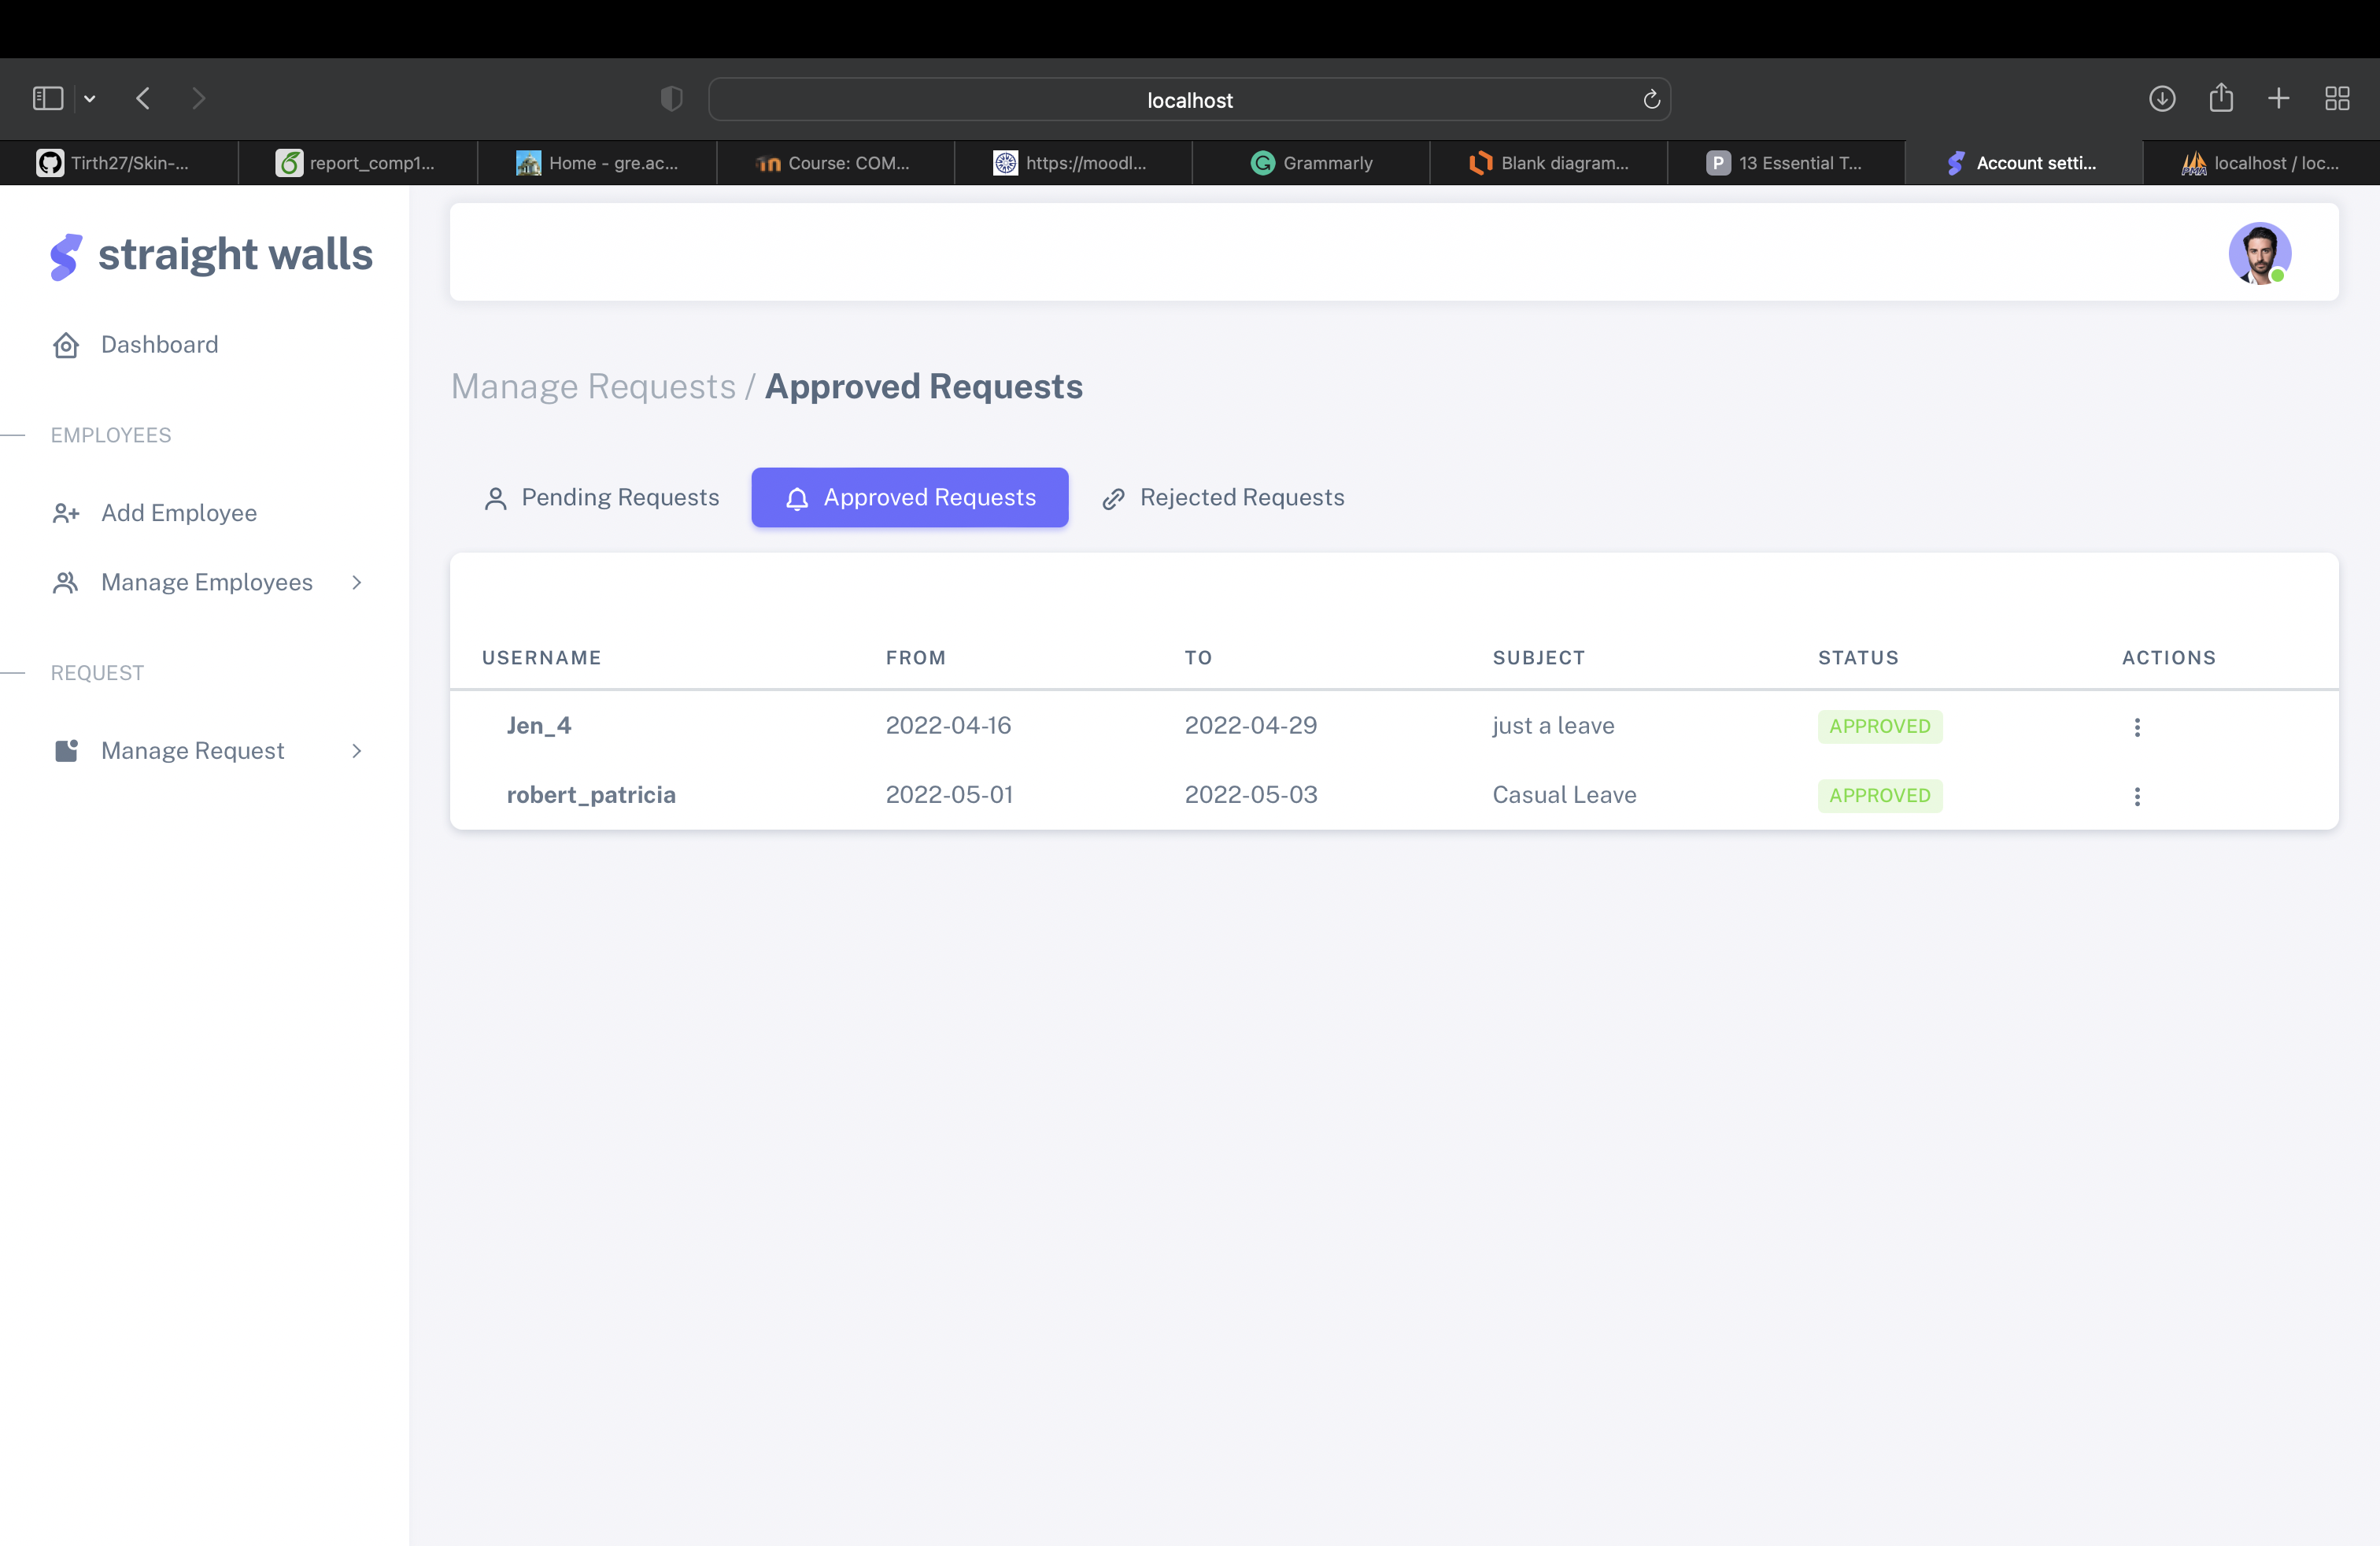 localhost
Tirth27/Skin-...
report_comp1...
Home - gre.ac...
Course: COM...
https://moodl...
Grammarly
Blank diagram...
P 13 Essential T...
Account setti...
localhost / loc...
straight walls
Dashboard
EMPLOYEES
Add Employee
Manage Employees
REQUEST
Manage Request
Manage Requests / Approved Requests
Pending Requests Approved Requests Rejected Requests
USERNAME FROM TO SUBJECT STATUS ACTIONS
Jen_4 2022-04-16 2022-04-29 just a leave APPROVED
robert_patricia 2022-05-01 2022-05-03 Casual Leave APPROVED